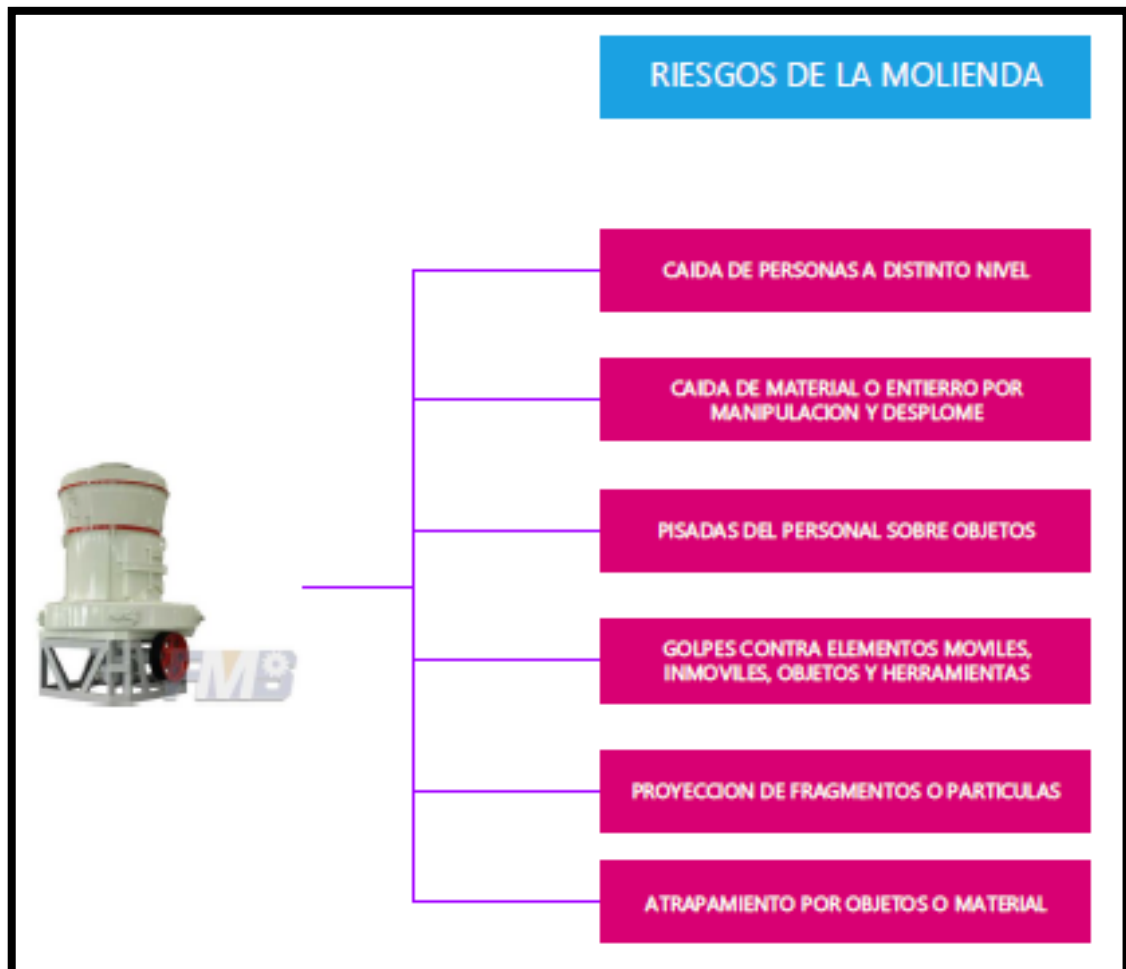 RIESGOS DE LA MOLIENDA
CAIDA DE PERSONAS A DISTINTO NIVEL
CAIDA DE MATERIAL O ENTIERRO POR
MANIPULACION Y DESPLOME
PISADAS DEL PERSONAL SOBRE OBJETOS
GOLPES CONTRA ELEMENTOS MOVILES,
INMOVILES, OBJETOS Y HERRAMIENTAS
PROYECCION DE FRAGMENTOS O PARTICULAS
ATRAPAMIENTO POR OBJETOS O MATERIAL